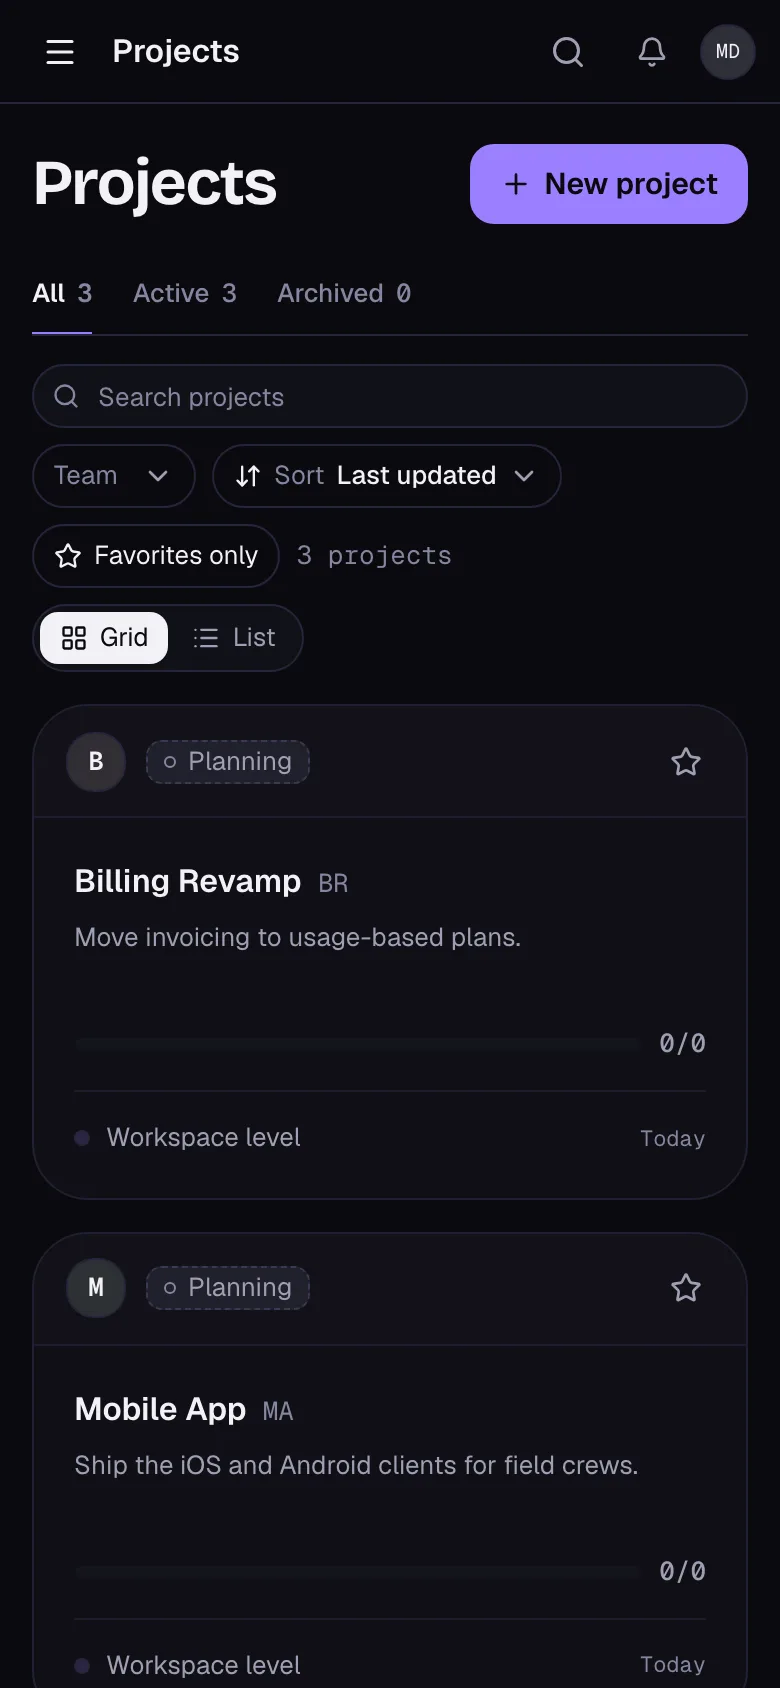 Projects MD
Projects + New project
All 3 Active 3 Archived 0
Search projects
Team Sort Last updated
Favorites only 3 projects
Grid List
B Planning
Billing Revamp BR
Move invoicing to usage-based plans.
0/0
Workspace level Today
M Planning
Mobile App MA
Ship the iOS and Android clients for field crews.
0/0
Workspace level Today